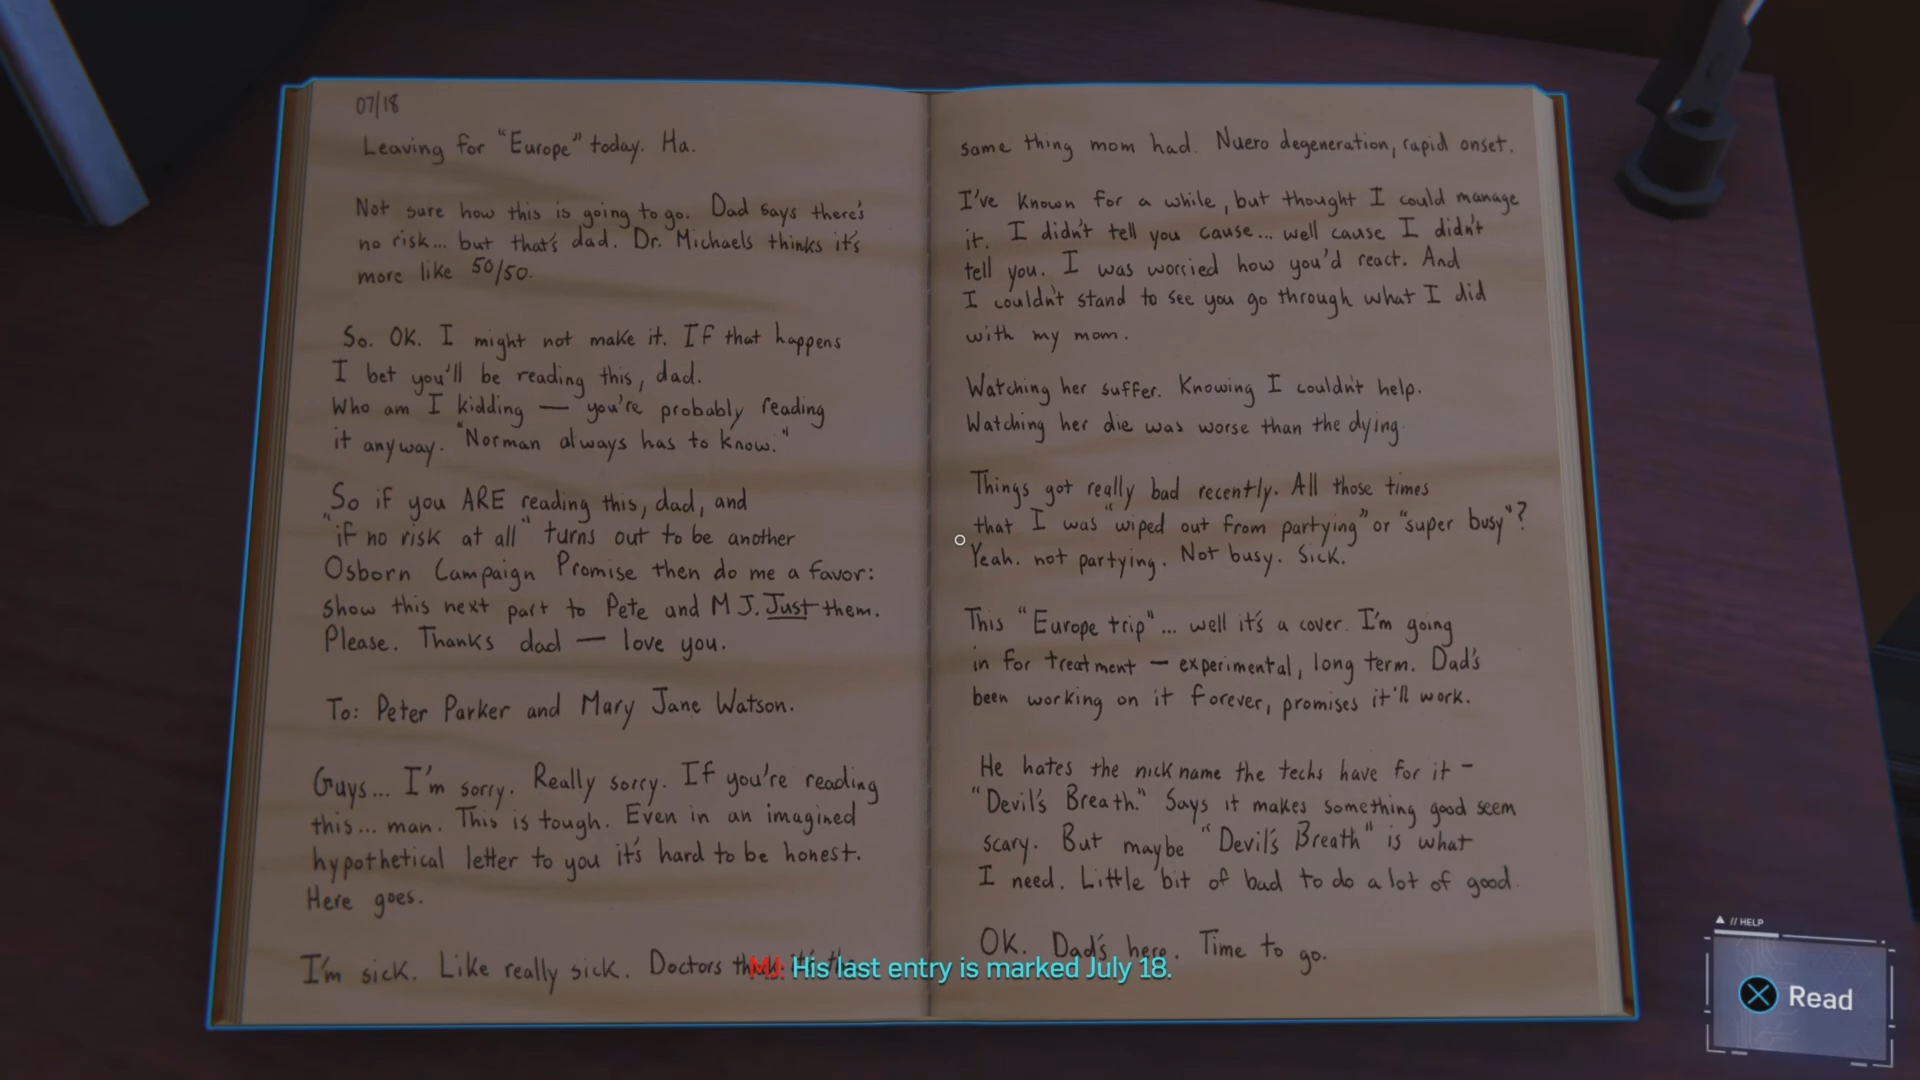 07/18
Leaving for "Europe" today. Ha.
Not sure how this is going to go. Dad says there's
no risk... but that's dad. Dr. Michaels thinks it's
more like 50/50.
So. OK. I might not make it. If that happens
I bet you'll be reading this, dad.
Who am I kidding — you're probably reading
it anyway. "Norman always has to know."
So if you ARE reading this, dad, and
"if no risk at all" turns out to be another
Osborn Campaign Promise then do me a favor:
show this next part to Pete and MJ. Just them.
Please. Thanks dad — love you.
To: Peter Parker and Mary Jane Watson.
Guys... I'm sorry. Really sorry. If you're reading
this... man. This is tough. Even in an imagined
hypothetical letter to you it's hard to be honest.
Here goes.
I'm sick. Like really sick. Doctors
same thing mom had. Nuero degeneration, rapid onset.
I've known for a while, but thought I could manage
it. I didn't tell you cause... well cause I didn't
tell you. I was worried how you'd react. And
I couldn't stand to see you go through what I did
with my mom.
Watching her suffer. Knowing I couldn't help.
Watching her die was worse than the dying.
Things got really bad recently. All those times
that I was "wiped out from partying" or "super busy"?
Yeah. not partying. Not busy. Sick.
This "Europe trip"... well it's a cover. I'm going
in for treatment — experimental, long term. Dad's
been working on it forever, promises it'll work.
He hates the nickname the techs have for it -
"Devil's Breath." Says it makes something good seem
scary. But maybe "Devil's Breath" is what
I need. Little bit of bad to do a lot of good.
OK. Dad's here. Time to go.
MJ: His last entry is marked July 18.
// HELP
Read